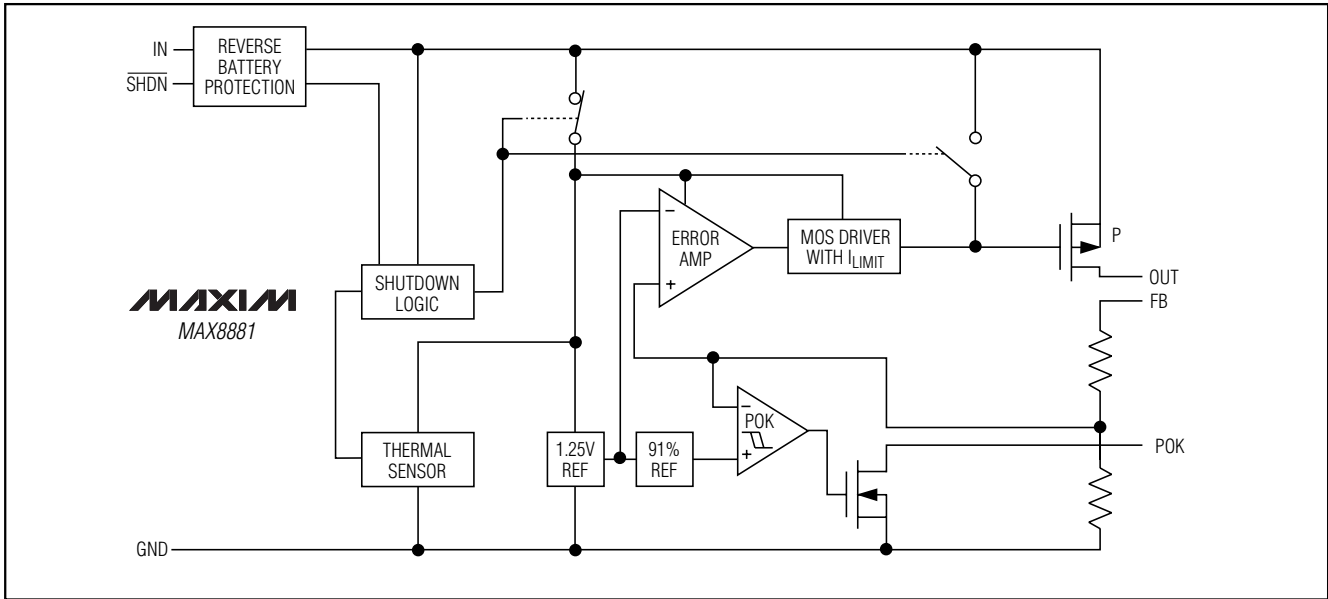 IN
SHDN
REVERSE
BATTERY
PROTECTION
P
OUT
FB
−
ERROR
AMP
+
MOS DRIVER
WITH ILIMIT
SHUTDOWN
LOGIC
MAXIM
MAX8881
−
POK
+
THERMAL
SENSOR
1.25V
REF
91%
REF
POK
GND